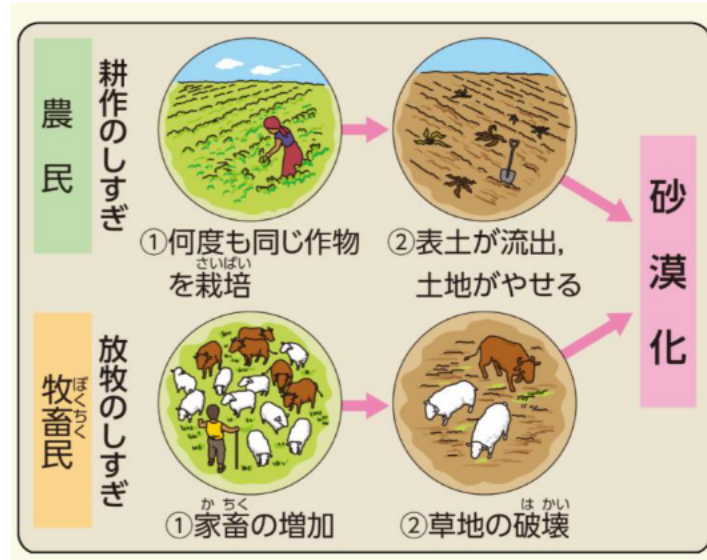 農民
耕作のしすぎ
①何度も同じ作物
を栽培
さいばい
②表土が流出,
土地がやせる
牧畜民
ぼくちく
放牧のしすぎ
①家畜の増加
かちく
②草地の破壊
はかい
砂漠化